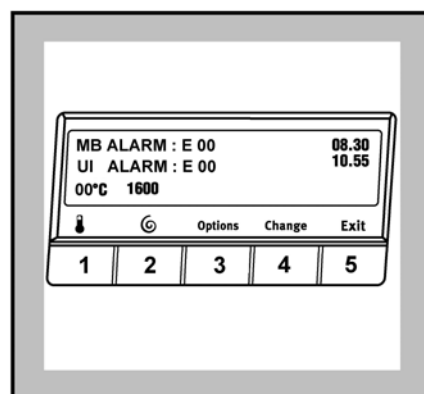 MB ALARM : E 00 08.30
UI ALARM : E 00 10.55
00°C 1600
Options Change Exit
1 2 3 4 5